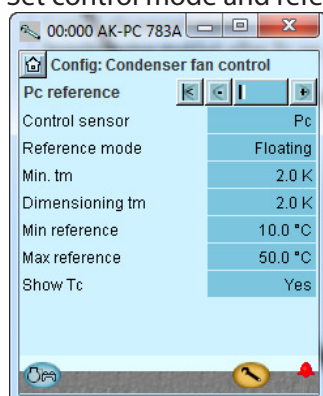 Set control mode and refe
00:000 AK-PC 783A
Config: Condenser fan control
Pc reference
Control sensor Pc
Reference mode Floating
Min. tm 2.0 K
Dimensioning tm 2.0 K
Min reference 10.0 °C
Max reference 50.0 °C
Show Tc Yes